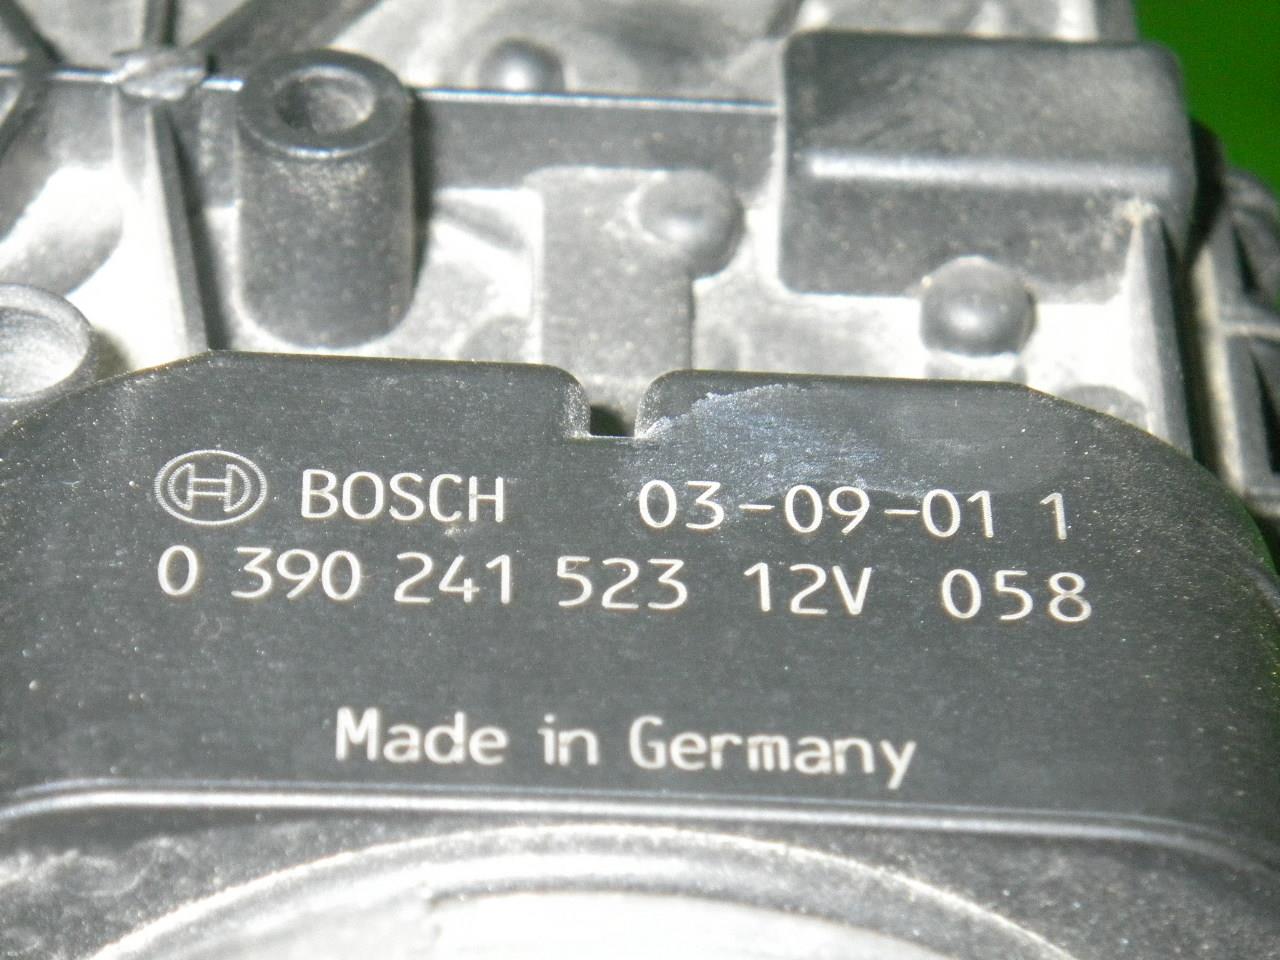 BOSCH 03-09-01 1
0 390 241 523 12V 058
Made in Germany